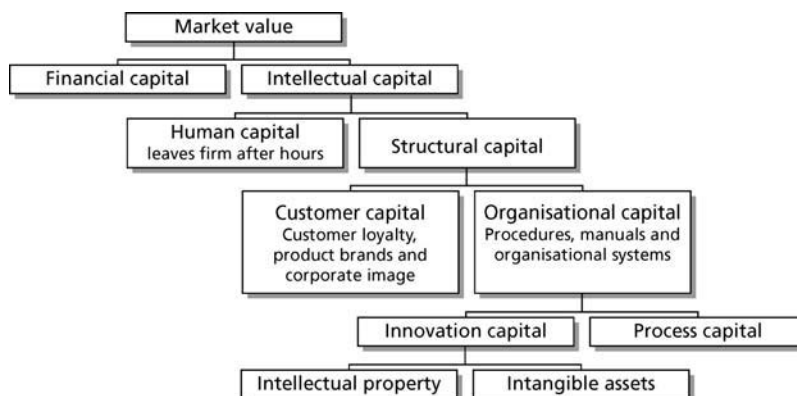 Market value
Financial capital
Intellectual capital
Human capital
leaves firm after hours
Structural capital
Customer capital
Customer loyalty,
product brands and
corporate image
Organisational capital
Procedures, manuals and
organisational systems
Innovation capital
Process capital
Intellectual property
Intangible assets